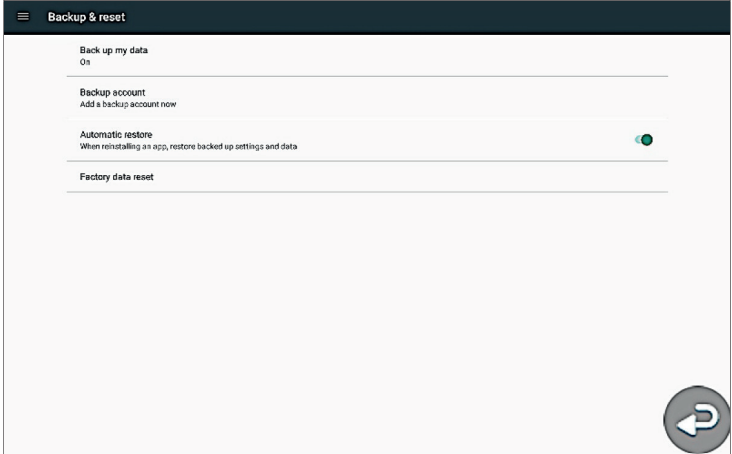 Backup & reset
Back up my data
On
Backup account
Add a backup account now
Automatic restore
When reinstalling an app, restore backed up settings and data
Factory data reset